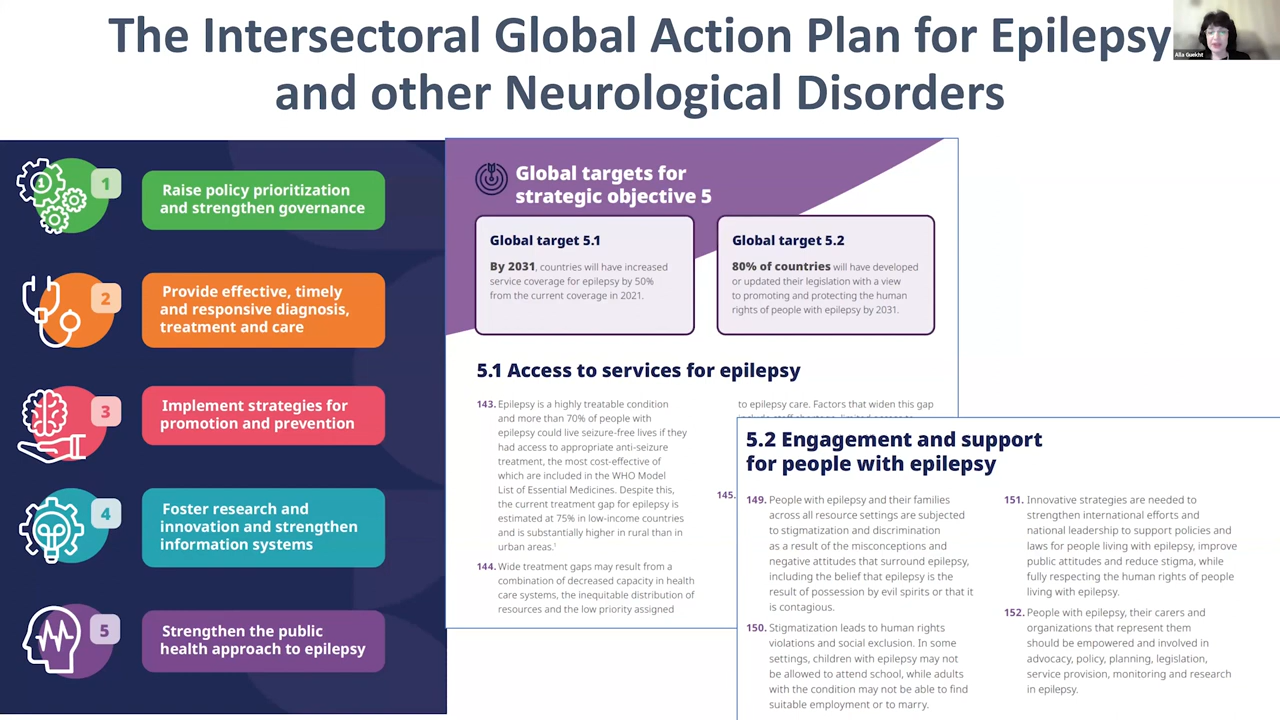 The Intersectoral Global Action Plan for Epilepsy
and other Neurological Disorders
Alla Guekht
1
Raise policy prioritization
and strengthen governance
2
Provide effective, timely
and responsive diagnosis,
treatment and care
3
Implement strategies for
promotion and prevention
4
Foster research and
innovation and strengthen
information systems
5
Strengthen the public
health approach to epilepsy
Global targets for
strategic objective 5
Global target 5.1
By 2031, countries will have increased
service coverage for epilepsy by 50%
from the current coverage in 2021.
Global target 5.2
80% of countries will have developed
or updated their legislation with a view
to promoting and protecting the human
rights of people with epilepsy by 2031.
5.1 Access to services for epilepsy
143. Epilepsy is a highly treatable condition
and more than 70% of people with
epilepsy could live seizure-free lives if they
had access to appropriate anti-seizure
treatment, the most cost-effective of
which are included in the WHO Model
List of Essential Medicines. Despite this,
the current treatment gap for epilepsy is
estimated at 75% in low-income countries
and is substantially higher in rural than in
urban areas.¹
144. Wide treatment gaps may result from a
combination of decreased capacity in health
care systems, the inequitable distribution of
resources and the low priority assigned
to epilepsy care. Factors that widen this gap
145.
5.2 Engagement and support
for people with epilepsy
149. People with epilepsy and their families
across all resource settings are subjected
to stigmatization and discrimination
as a result of the misconceptions and
negative attitudes that surround epilepsy,
including the belief that epilepsy is the
result of possession by evil spirits or that it
is contagious.
150. Stigmatization leads to human rights
violations and social exclusion. In some
settings, children with epilepsy may not
be allowed to attend school, while adults
with the condition may not be able to find
suitable employment or to marry.
151. Innovative strategies are needed to
strengthen international efforts and
national leadership to support policies and
laws for people living with epilepsy, improve
public attitudes and reduce stigma, while
fully respecting the human rights of people
living with epilepsy.
152. People with epilepsy, their carers and
organizations that represent them
should be empowered and involved in
advocacy, policy, planning, legislation,
service provision, monitoring and research
in epilepsy.